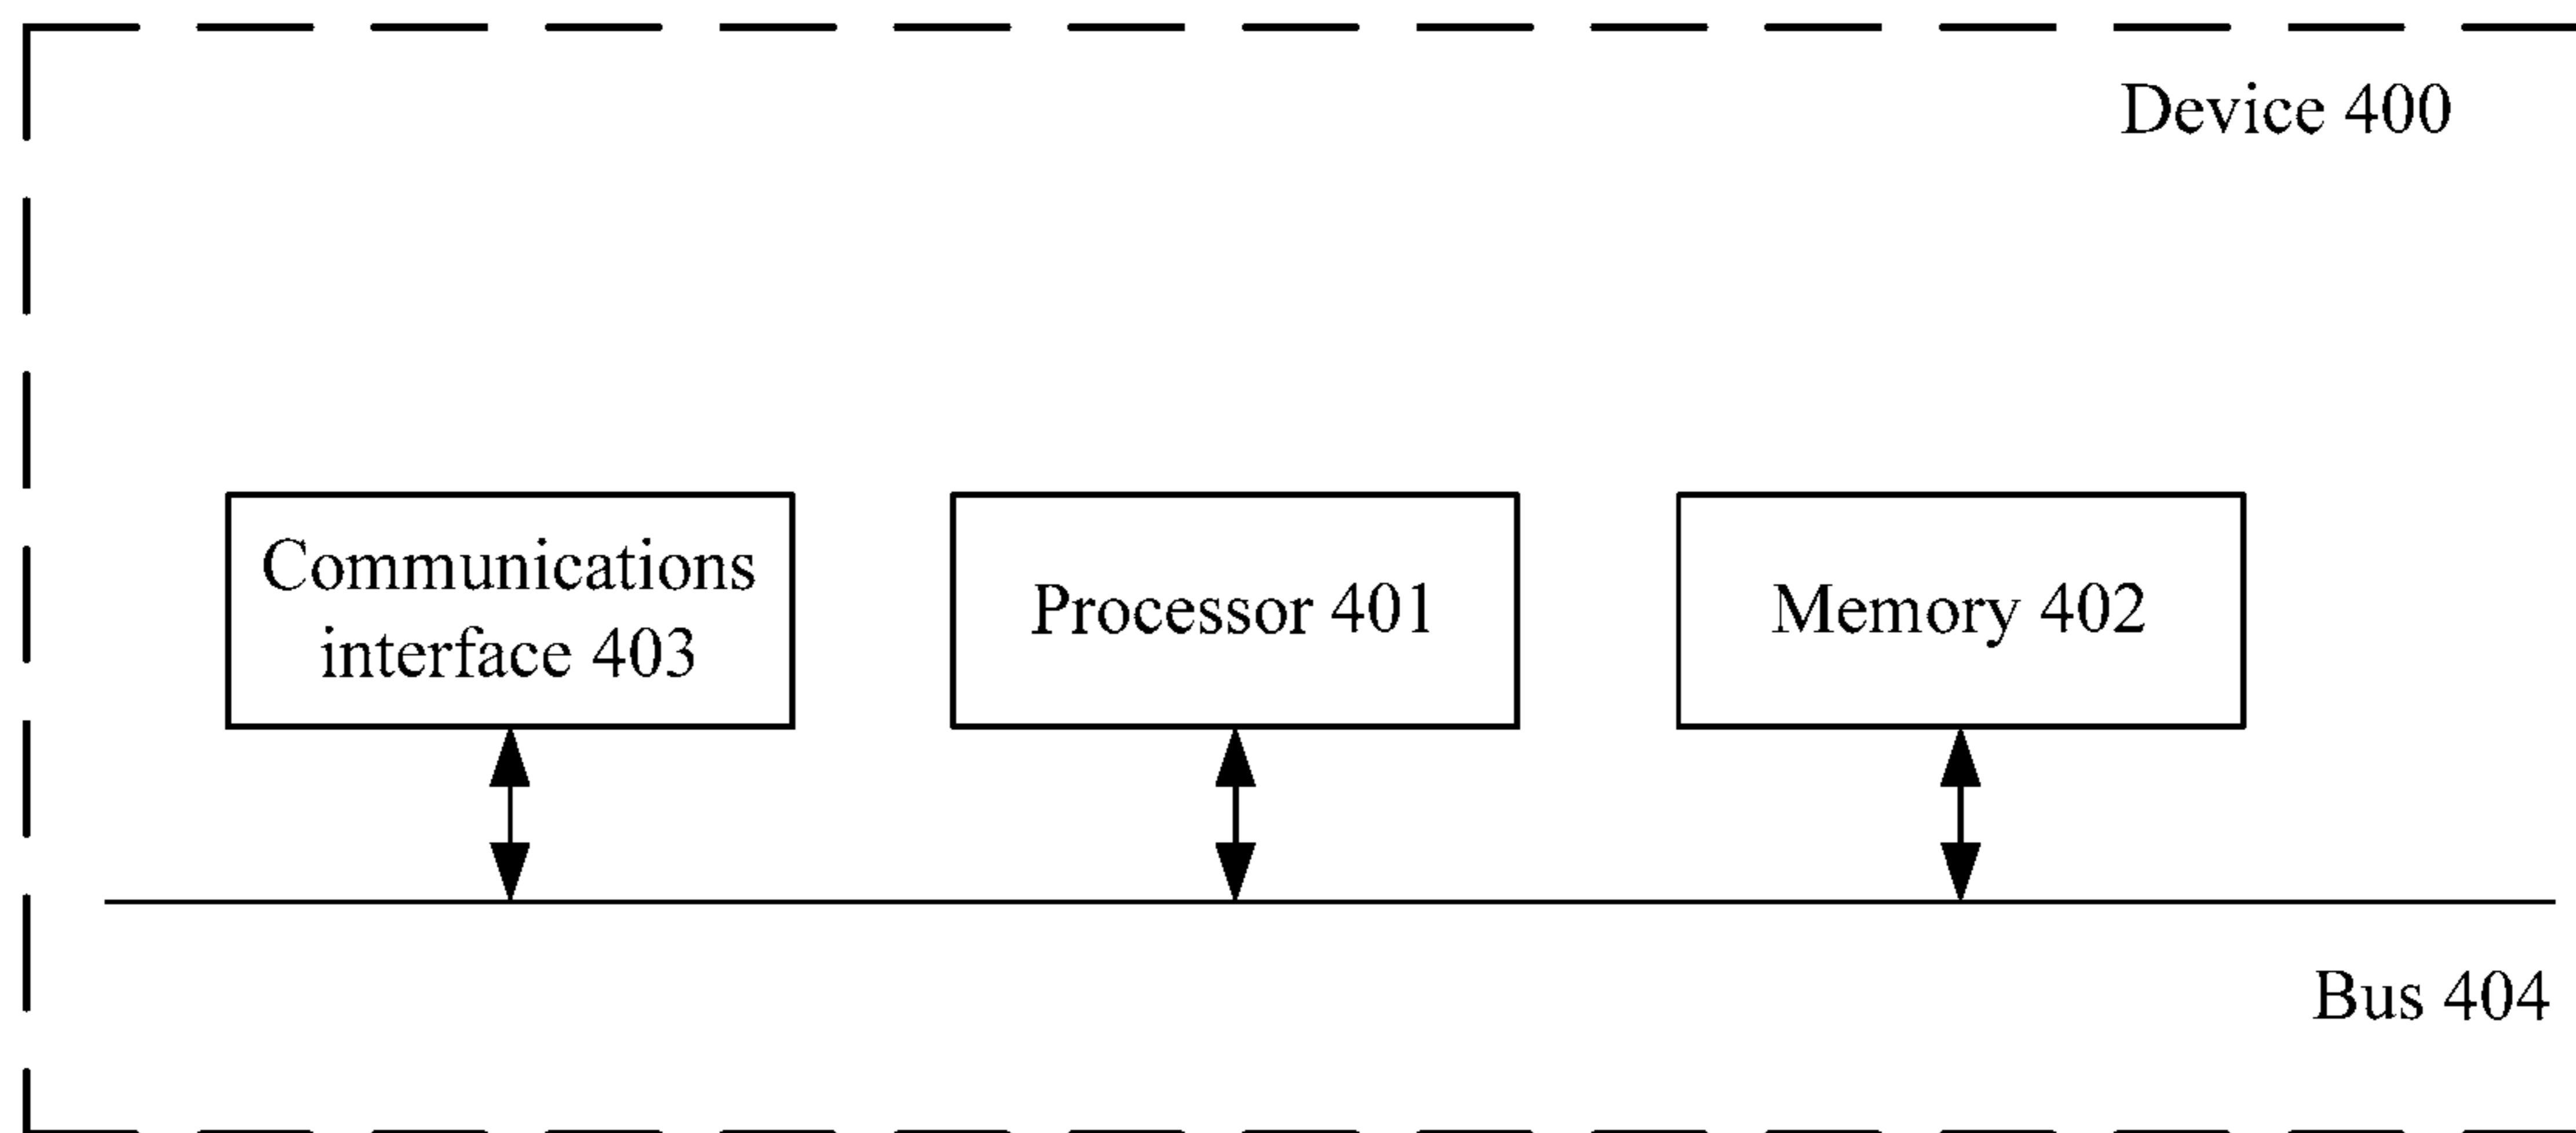 Device 400
Communications
interface 403
Processor 401
Memory 402
Bus 404